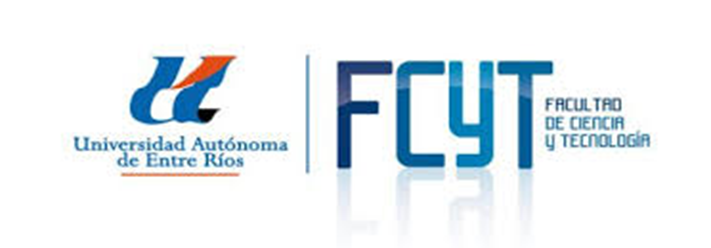 Universidad Autónoma
de Entre Ríos
FCYT
FACULTAD
DE CIENCIA
y TECNOLOGÍA